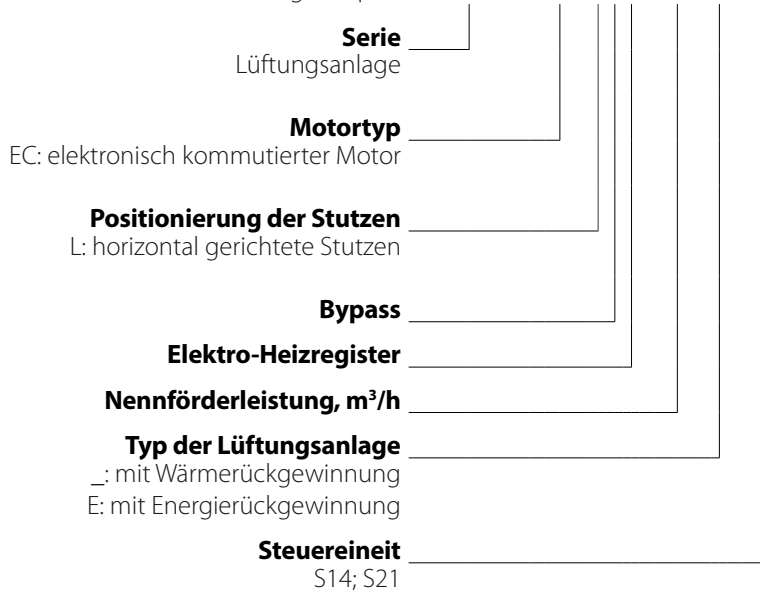 Serie
Lüftungsanlage
Motortyp
EC: elektronisch kommutierter Motor
Positionierung der Stutzen
L: horizontal gerichtete Stutzen
Bypass
Elektro-Heizregister
Nennförderleistung, m³/h
Typ der Lüftungsanlage
_: mit Wärmerückgewinnung
E: mit Energierückgewinnung
Steuereineit
S14; S21